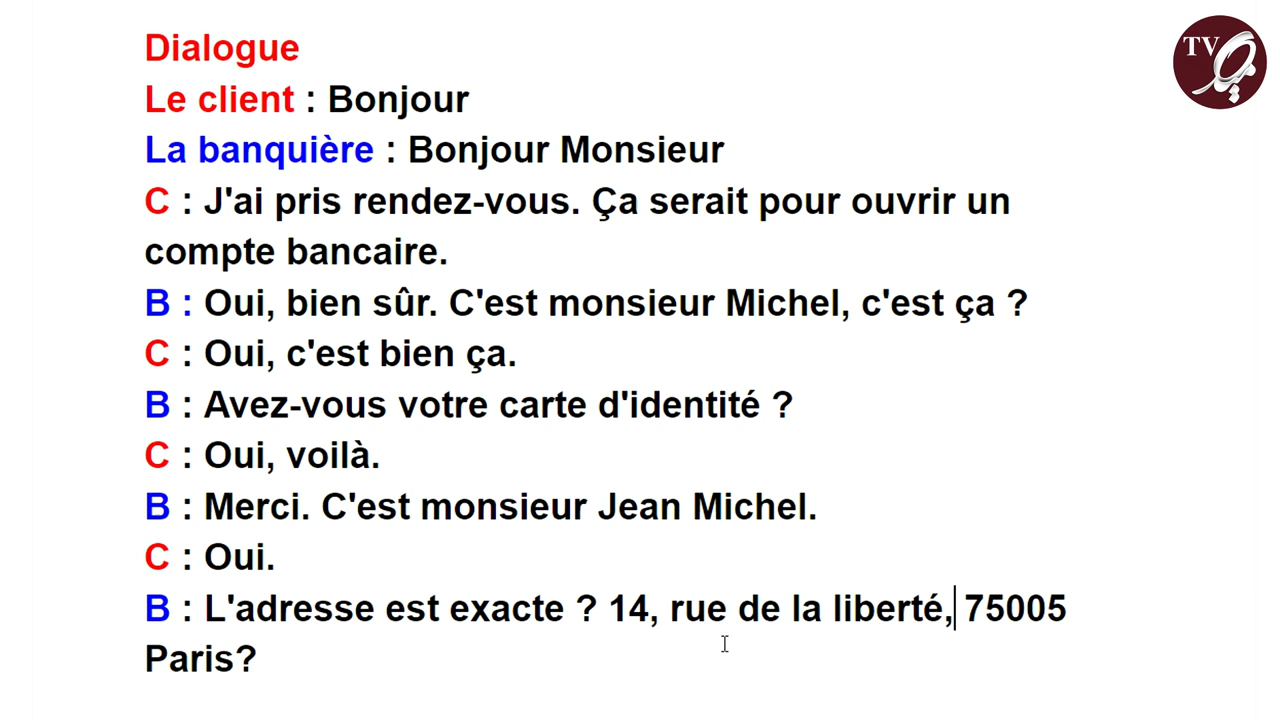 Dialogue
TV
Le client : Bonjour
La banquière : Bonjour Monsieur
C : J'ai pris rendez-vous. Ça serait pour ouvrir un
compte bancaire.
B : Oui, bien sûr. C'est monsieur Michel, c'est ça ?
C : Oui, c'est bien ça.
B : Avez-vous votre carte d'identité ?
C : Oui, voilà.
B : Merci. C'est monsieur Jean Michel.
C : Oui.
B : L'adresse est exacte ? 14, rue de la liberté, 75005
Paris?